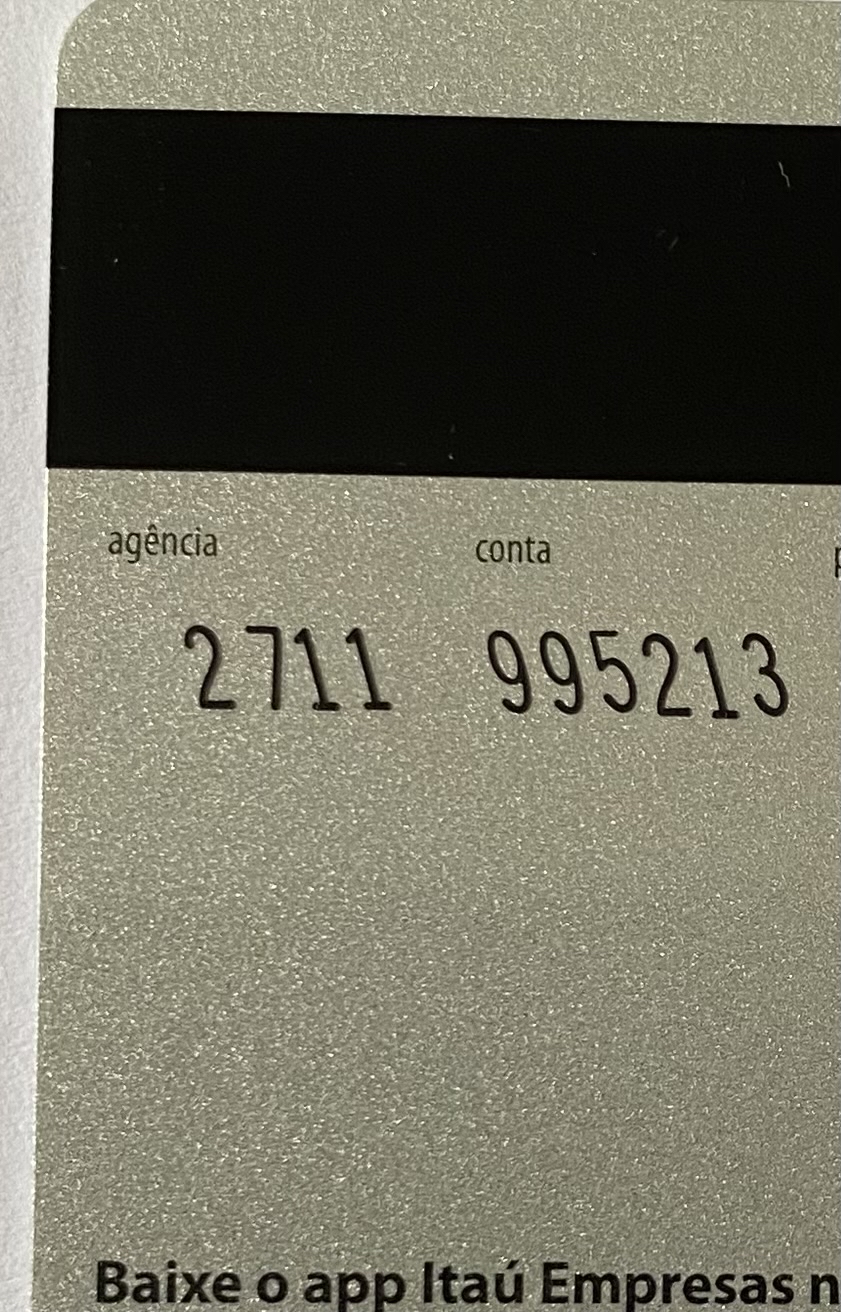 agência conta
2711 995213
Baixe o app Itaú Empresas n